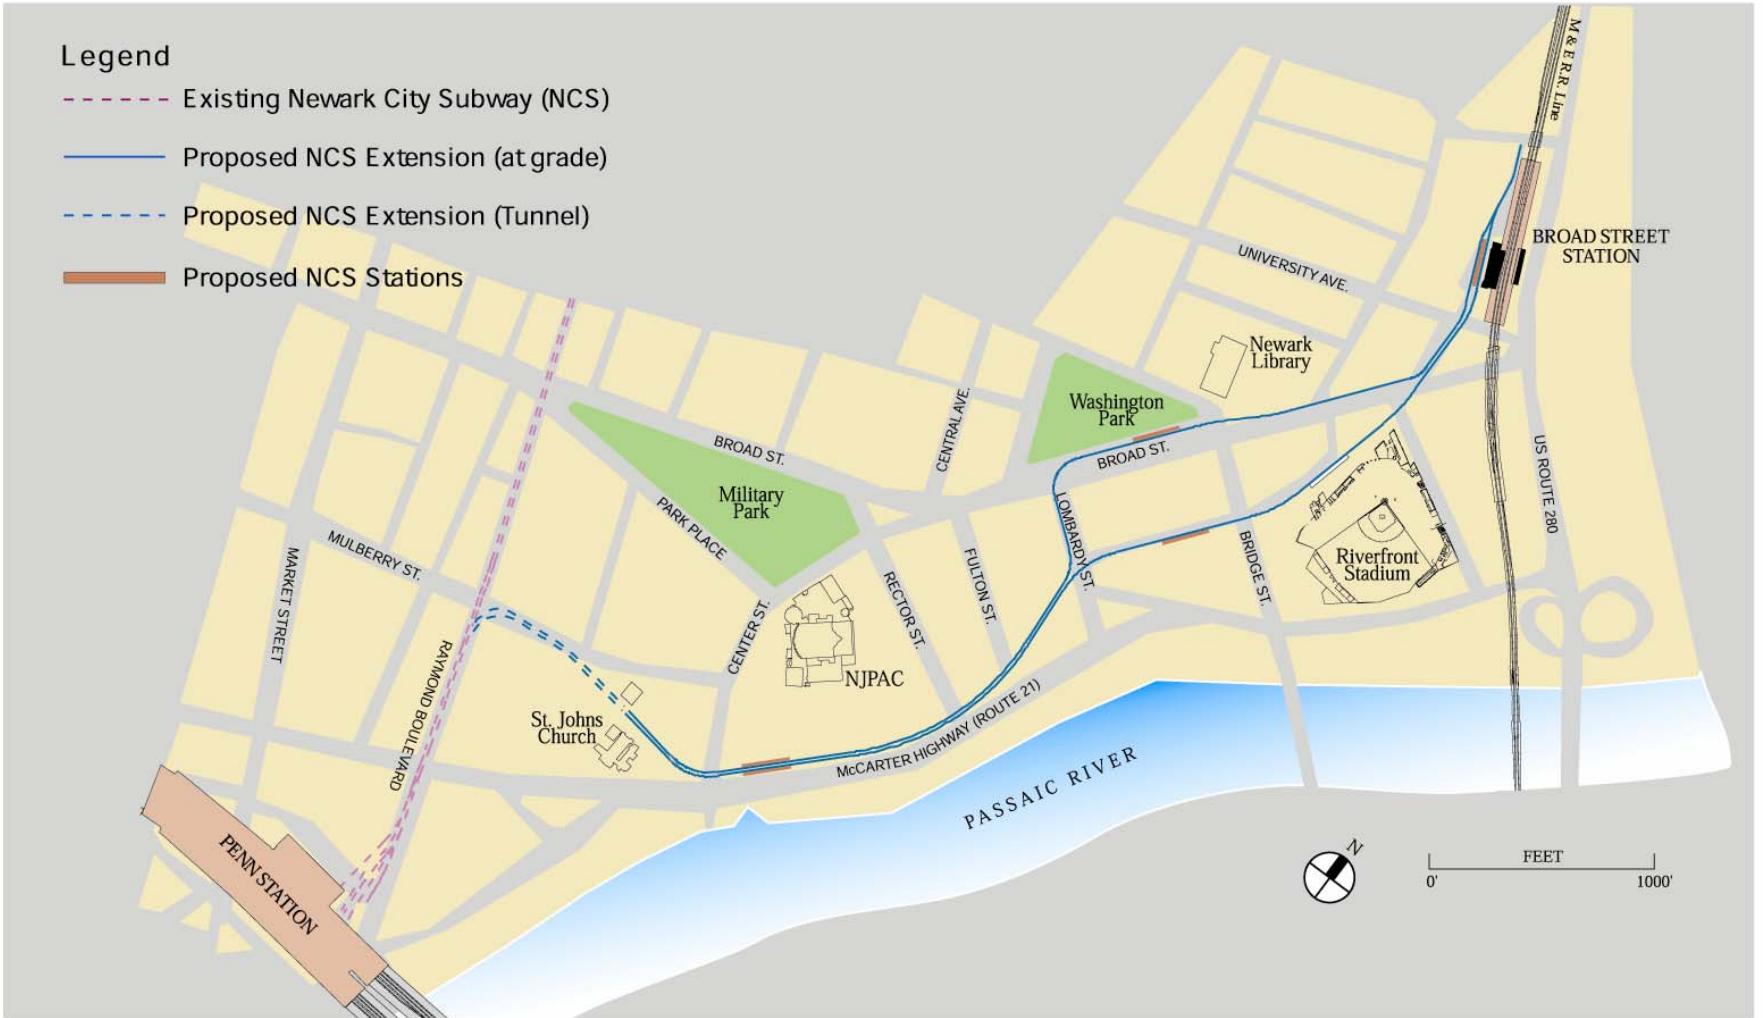 Legend
Existing Newark City Subway (NCS)
Proposed NCS Extension (at grade)
Proposed NCS Extension (Tunnel)
Proposed NCS Stations
M & E R.R. Line
BROAD STREET
STATION
UNIVERSITY AVE.
Newark
Library
Washington
Park
CENTRAL AVE.
BROAD ST.
BROAD ST.
Military
Park
PARK PLACE
LOMBARDY ST.
US ROUTE 280
MULBERRY ST.
MARKET STREET
FULTON ST.
RECTOR ST.
BRIDGE ST.
Riverfront
Stadium
CENTER ST.
NJPAC
RAYMOND BOULEVARD
St. Johns
Church
McCARTER HIGHWAY (ROUTE 21)
PASSAIC RIVER
PENN STATION
N
FEET
0'
1000'